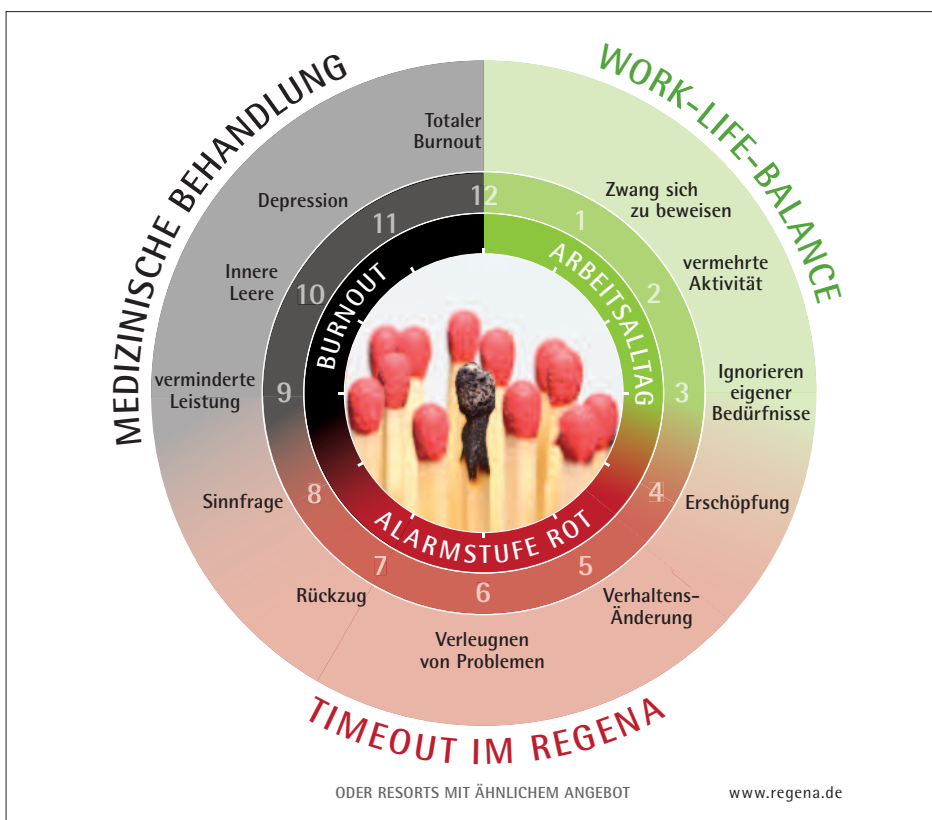 WORK-LIFE-BALANCE
MEDIZINISCHE BEHANDLUNG
TIMEOUT IM REGENA
ARBEITSALLTAG
ALARMSTUFE ROT
BURNOUT
1
Zwang sich
zu beweisen
2
vermehrte
Aktivität
3
Ignorieren
eigener
Bedürfnisse
4
Erschöpfung
5
Verhaltens-
Änderung
6
Verleugnen
von Problemen
7
Rückzug
8
Sinnfrage
9
verminderte
Leistung
10
Innere
Leere
11
Depression
12
Totaler
Burnout
ODER RESORTS MIT ÄHNLICHEM ANGEBOT
www.regena.de